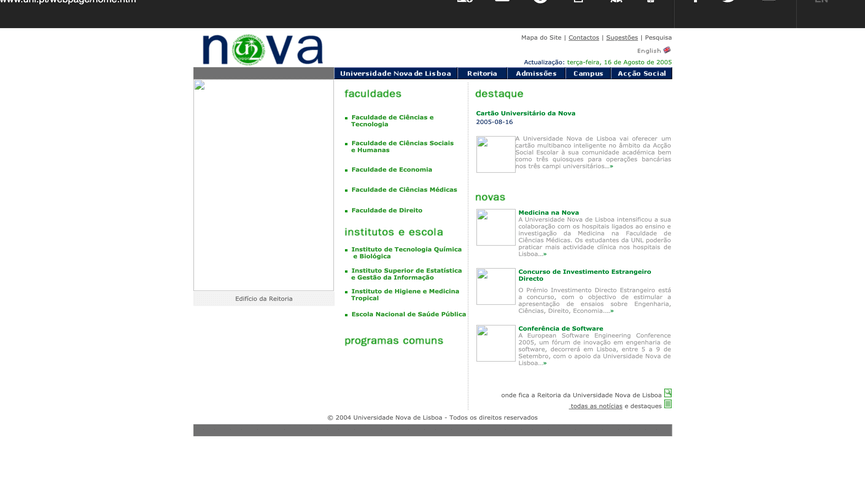 www.unl.pt/webpage/home.htm
EN
nova
Mapa do Site | Contactos | Sugestões | Pesquisa
English
Actualização: terça-feira, 16 de Agosto de 2005
Universidade Nova de Lisboa
Reitoria
Admissões
Campus
Acção Social
Edifício da Reitoria
faculdades
Faculdade de Ciências e
Tecnologia
Faculdade de Ciências Sociais
e Humanas
Faculdade de Economia
Faculdade de Ciências Médicas
Faculdade de Direito
institutos e escola
Instituto de Tecnologia Química
e Biológica
Instituto Superior de Estatística
e Gestão da Informação
Instituto de Higiene e Medicina
Tropical
Escola Nacional de Saúde Pública
programas comuns
destaque
Cartão Universitário da Nova
2005-08-16
A Universidade Nova de Lisboa vai oferecer um
cartão multibanco inteligente no âmbito da Acção
Social Escolar à sua comunidade académica bem
como três quiosques para operações bancárias
nos três campi universitários...»
novas
Medicina na Nova
A Universidade Nova de Lisboa intensificou a sua
colaboração com os hospitais ligados ao ensino e
investigação da Medicina na Faculdade de
Ciências Médicas. Os estudantes da UNL poderão
praticar mais actividade clínica nos hospitais de
Lisboa...»
Concurso de Investimento Estrangeiro
Directo
O Prémio Investimento Directo Estrangeiro está
a concurso, com o objectivo de estimular a
apresentação de ensaios sobre Engenharia,
Ciências, Direito, Economia....»
Conferência de Software
A European Software Engineering Conference
2005, um fórum de inovação em engenharia de
software, decorrerá em Lisboa, entre 5 a 9 de
Setembro, com o apoio da Universidade Nova de
Lisboa...»
onde fica a Reitoria da Universidade Nova de Lisboa
todas as notícias e destaques
© 2004 Universidade Nova de Lisboa - Todos os direitos reservados